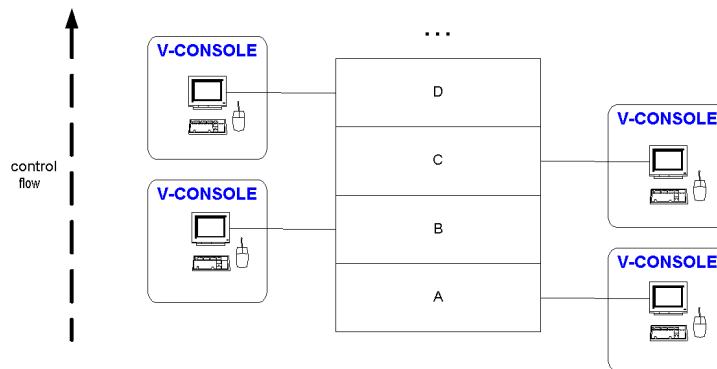 ...
V-CONSOLE
D
V-CONSOLE
C
control
flow
V-CONSOLE
B
V-CONSOLE
A